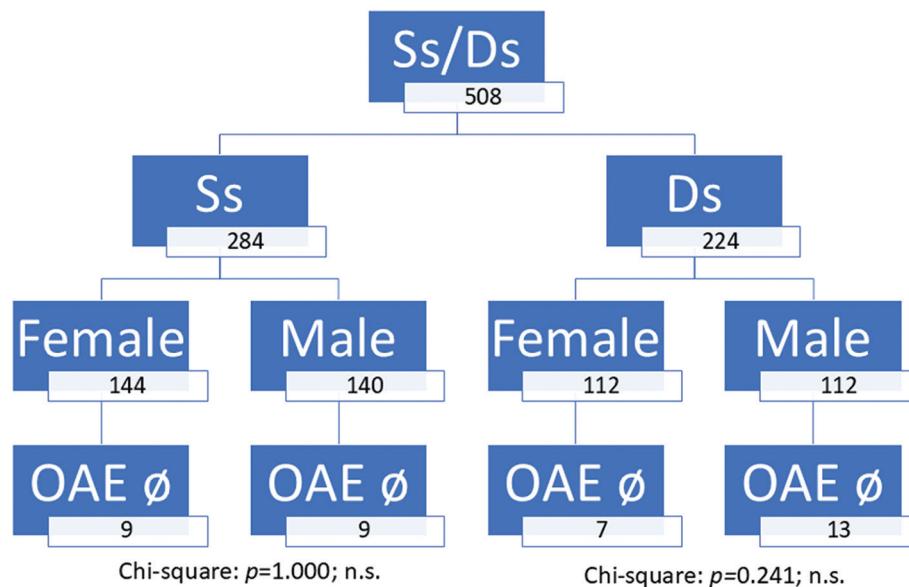 Ss/Ds
508
Ss
284
Ds
224
Female
144
Male
140
Female
112
Male
112
OAE ø
9
OAE ø
9
OAE ø
7
OAE ø
13
Chi-square: p=1.000; n.s.
Chi-square: p=0.241; n.s.